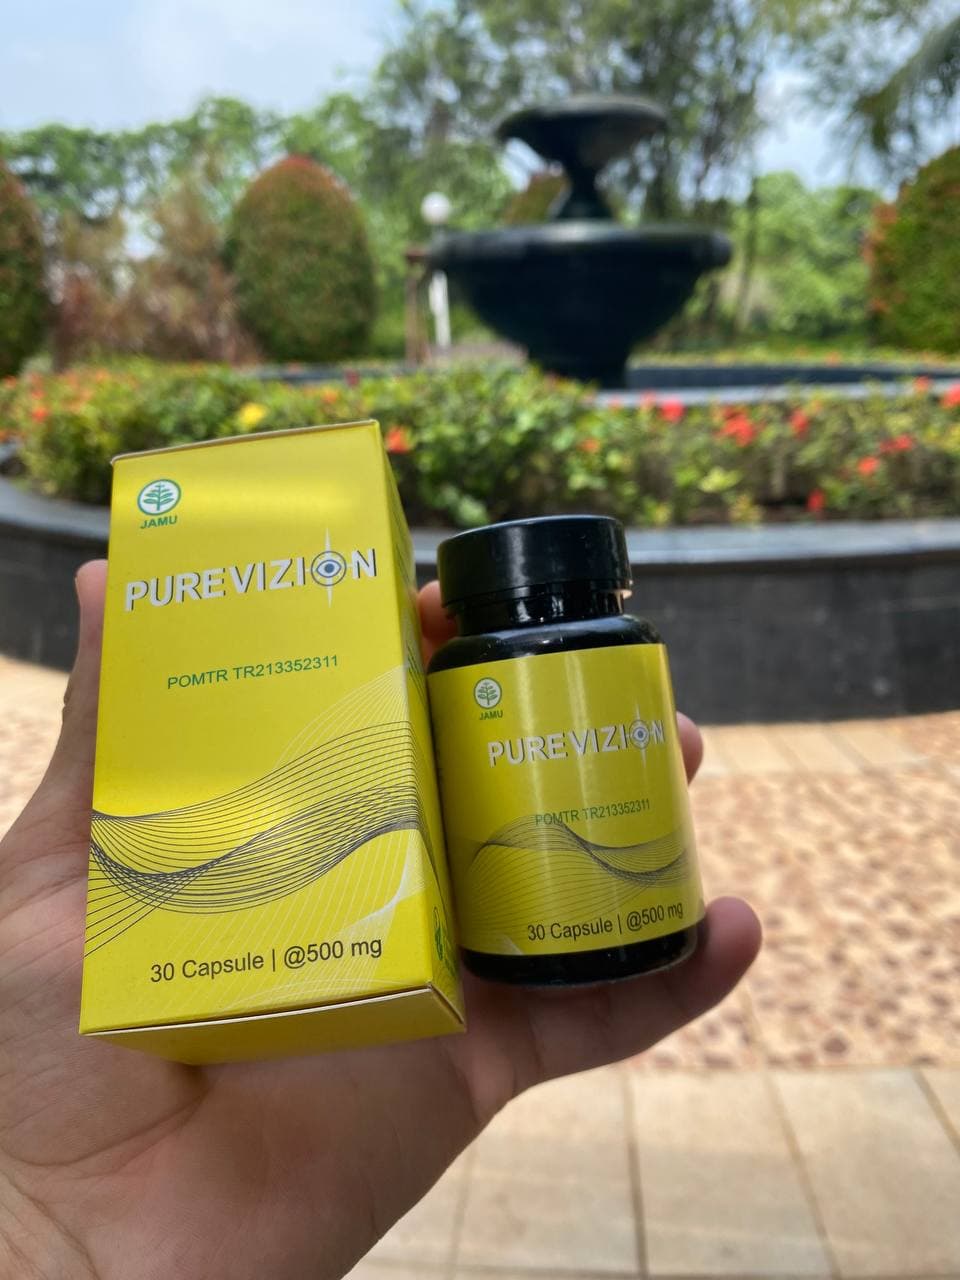 JAMU
PUREVIZION
POMTR TR213352311
30 Capsule | @500 mg
JAMU
PUREVIZION
POMTR TR213352311
30 Capsule | @500 mg